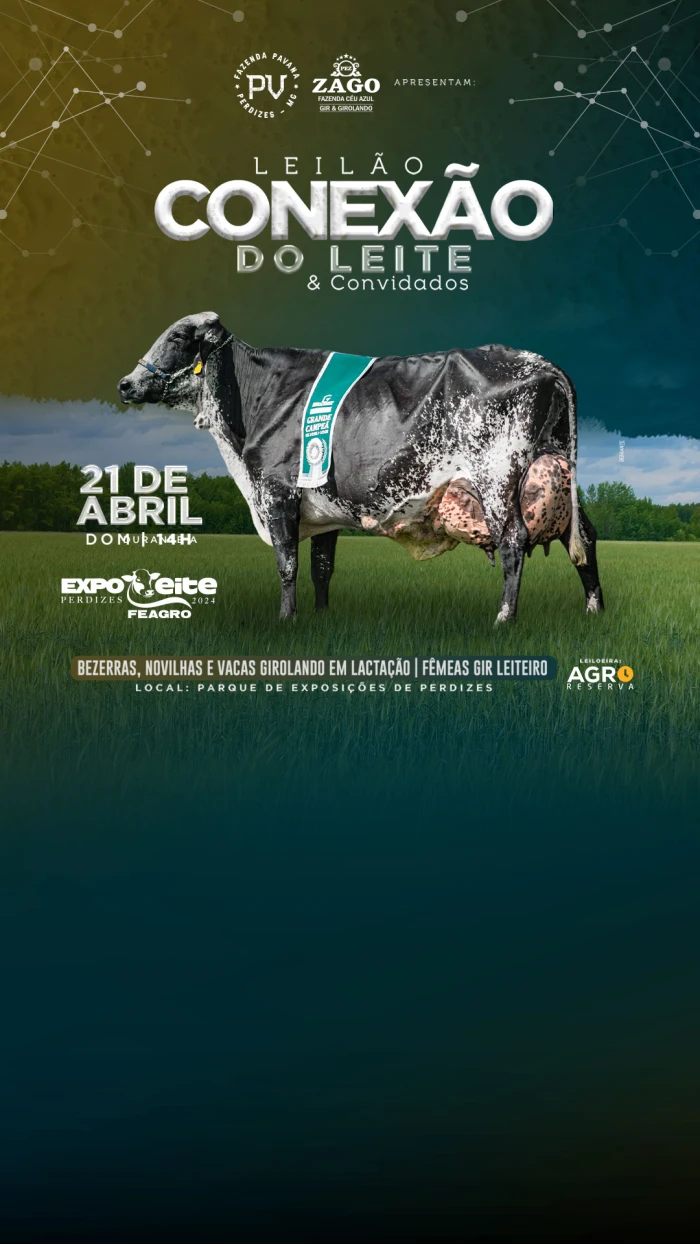 FAZENDA PAVANA
PV
PERDIZES - MG
PEZ
ZAGO
FAZENDA CÉU AZUL
GIR & GIROLANDO
APRESENTAM:
LEILÃO
CONEXÃO
DO LEITE
& Convidados
GRANDE
CAMPEÃ
21 DE
ABRIL
DOM | 14H
DURANTE A
EXPO Leite
PERDIZES 2024
FEAGRO
BEZERRAS, NOVILHAS E VACAS GIROLANDO EM LACTAÇÃO | FÊMEAS GIR LEITEIRO
LOCAL: PARQUE DE EXPOSIÇÕES DE PERDIZES
LEILOEIRA:
AGRO
RESERVA